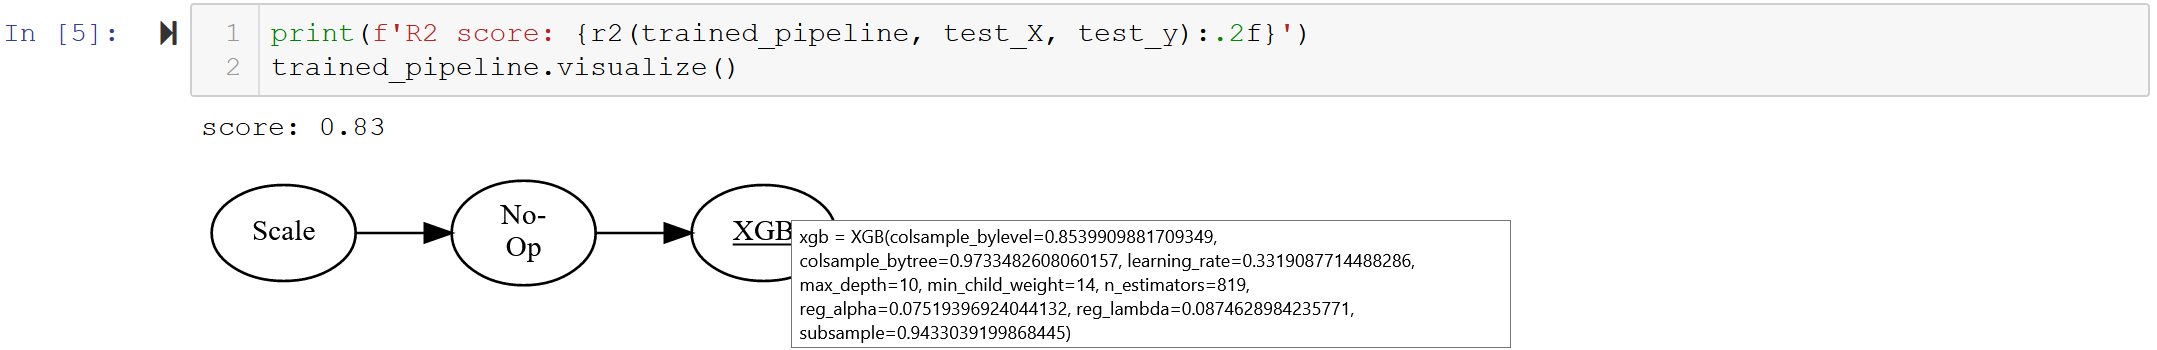 In [5]:
1 print(f'R2 score: {r2(trained_pipeline, test_X, test_y):.2f}')
2 trained_pipeline.visualize()
score: 0.83
Scale
No-
Op
XGB
xgb = XGB(colsample_bylevel=0.8539909881709349,
colsample_bytree=0.9733482608060157, learning_rate=0.3319087714488286,
max_depth=10, min_child_weight=14, n_estimators=819,
reg_alpha=0.07519396924044132, reg_lambda=0.0874628984235771,
subsample=0.9433039199868445)